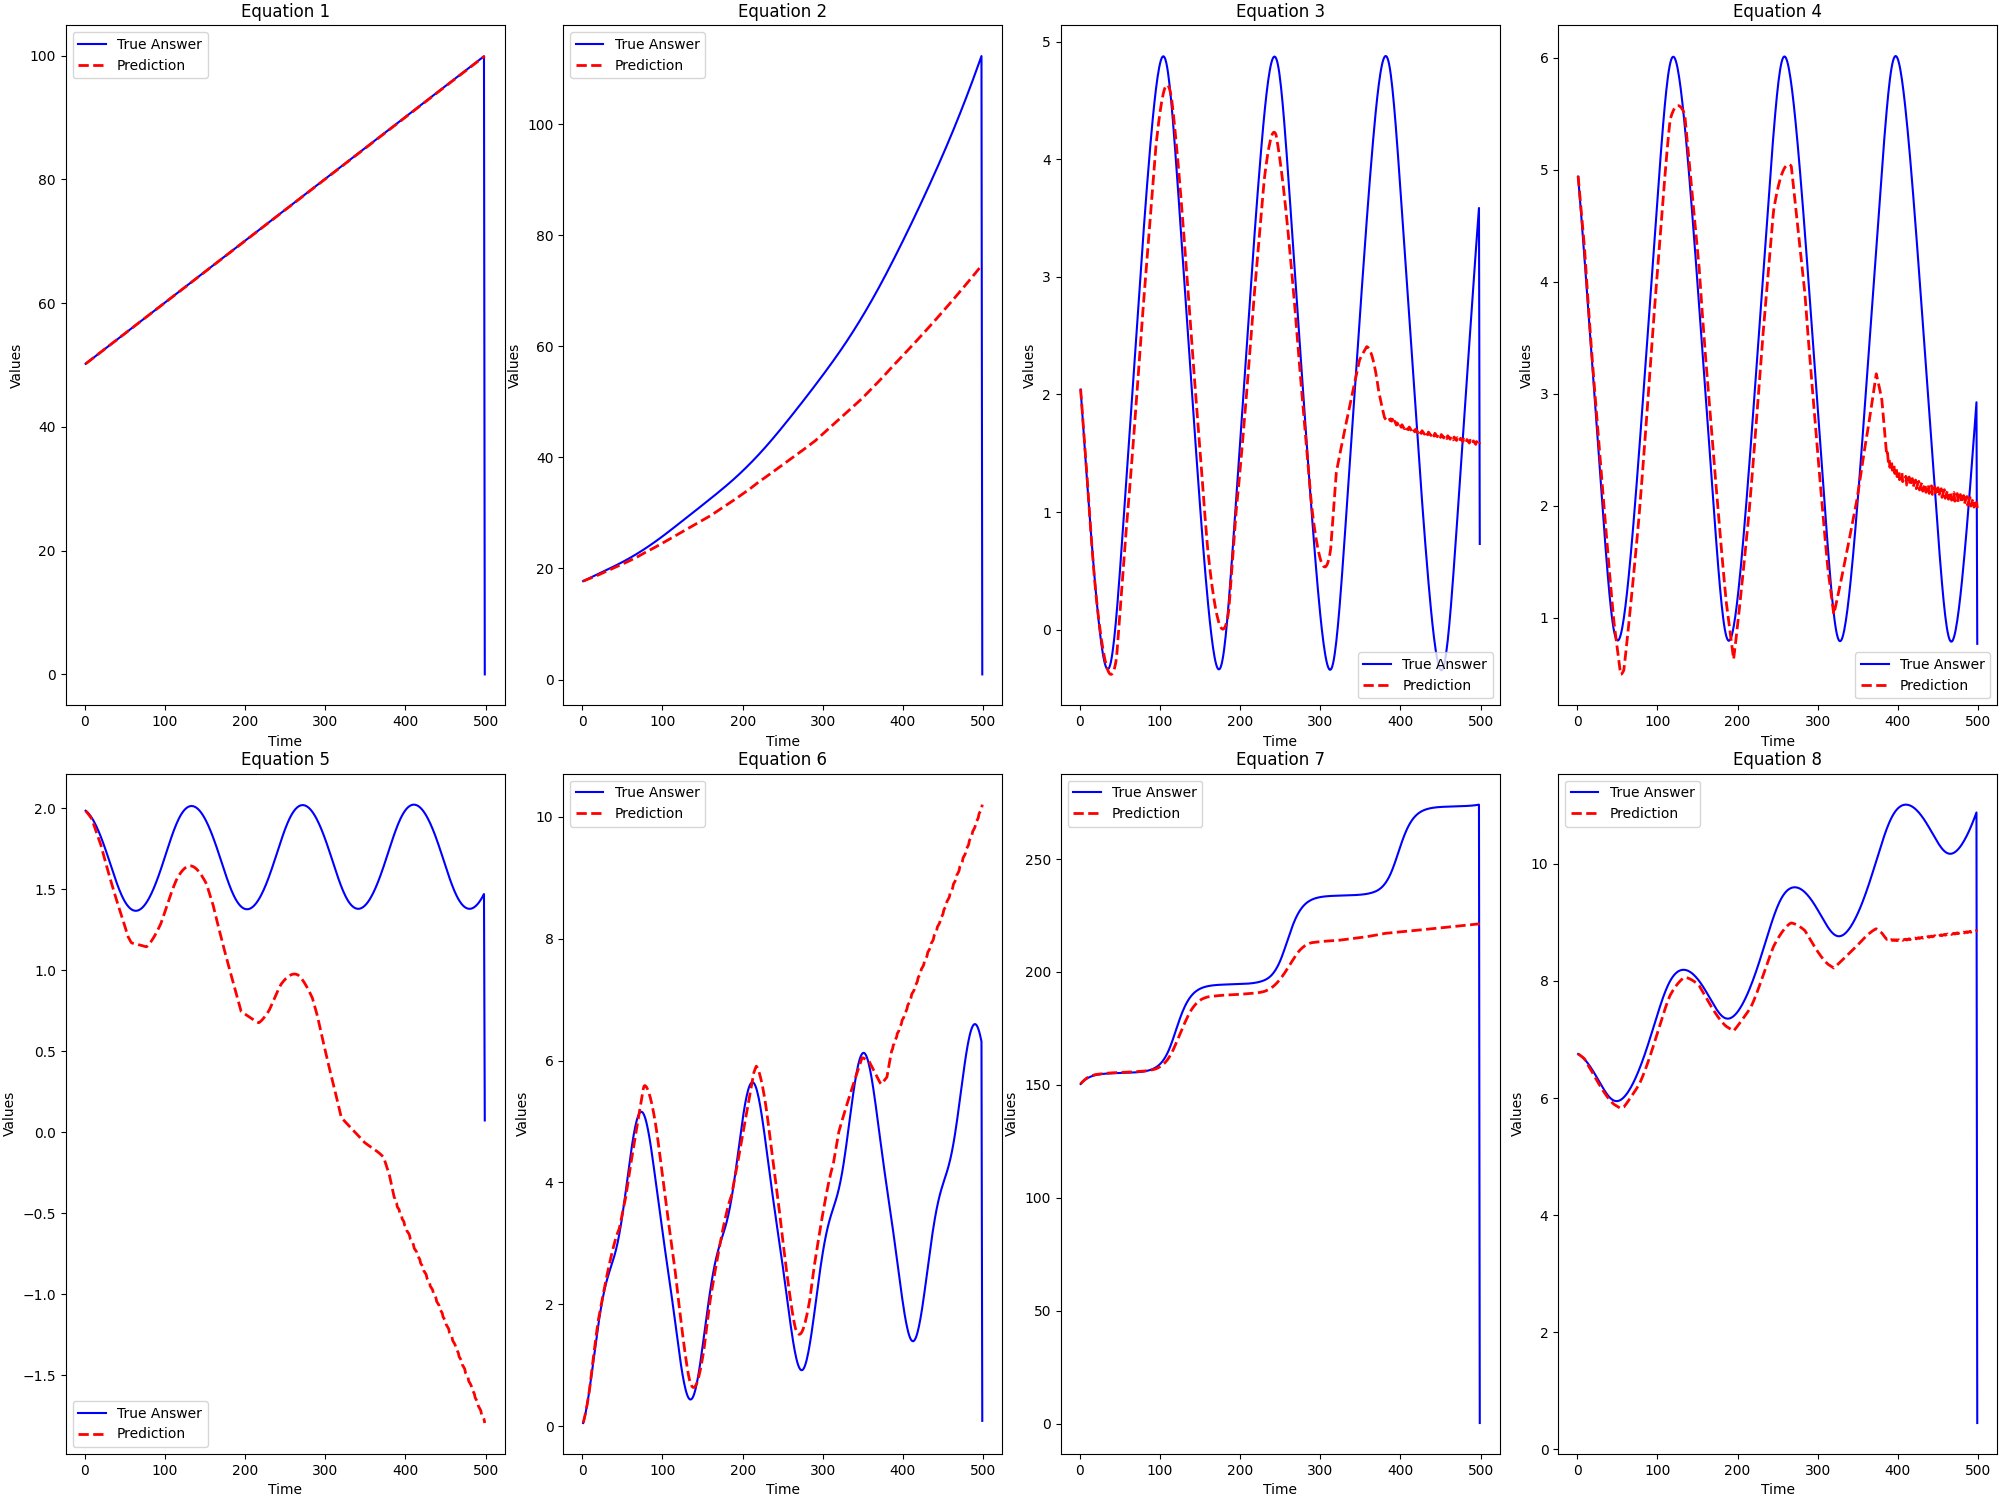 Equation 1
True Answer
Prediction
100
80
60
40
20
0
Values
0 100 200 300 400 500
Time
Equation 2
True Answer
Prediction
100
80
60
40
20
0
Values
0 100 200 300 400 500
Time
Equation 3
5
4
3
2
1
0
Values
True Answer
Prediction
0 100 200 300 400 500
Time
Equation 4
6
5
4
3
2
1
Values
True Answer
Prediction
0 100 200 300 400 500
Time
Equation 5
2.0
1.5
1.0
0.5
0.0
−0.5
−1.0
−1.5
Values
True Answer
Prediction
0 100 200 300 400 500
Time
Equation 6
True Answer
Prediction
10
8
6
4
2
0
Values
0 100 200 300 400 500
Time
Equation 7
True Answer
Prediction
250
200
150
100
50
0
Values
0 100 200 300 400 500
Time
Equation 8
True Answer
Prediction
10
8
6
4
2
0
Values
0 100 200 300 400 500
Time